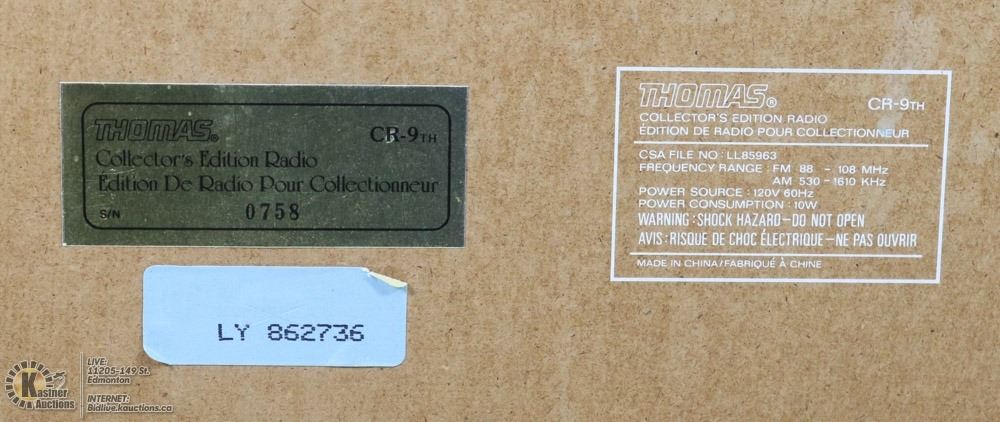 THOMAS® CR-9TH
Collector's Edition Radio
Edition De Radio Pour Collectionneur
S/N 0758
LY 862736
THOMAS® CR-9TH
COLLECTOR'S EDITION RADIO
ÉDITION DE RADIO POUR COLLECTIONNEUR
CSA FILE NO : LL85963
FREQUENCY RANGE : FM 88 - 108 MHz
AM 530-1610 KHz
POWER SOURCE : 120V 60Hz
POWER CONSUMPTION : 10W
WARNING : SHOCK HAZARD-DO NOT OPEN
AVIS : RISQUE DE CHOC ÉLECTRIQUE-NE PAS OUVRIR
MADE IN CHINA/FABRIQUÉ À CHINE
Kastner
Auctions
LIVE:
11205-149 St.
Edmonton
INTERNET:
Bidlive.kauctions.ca